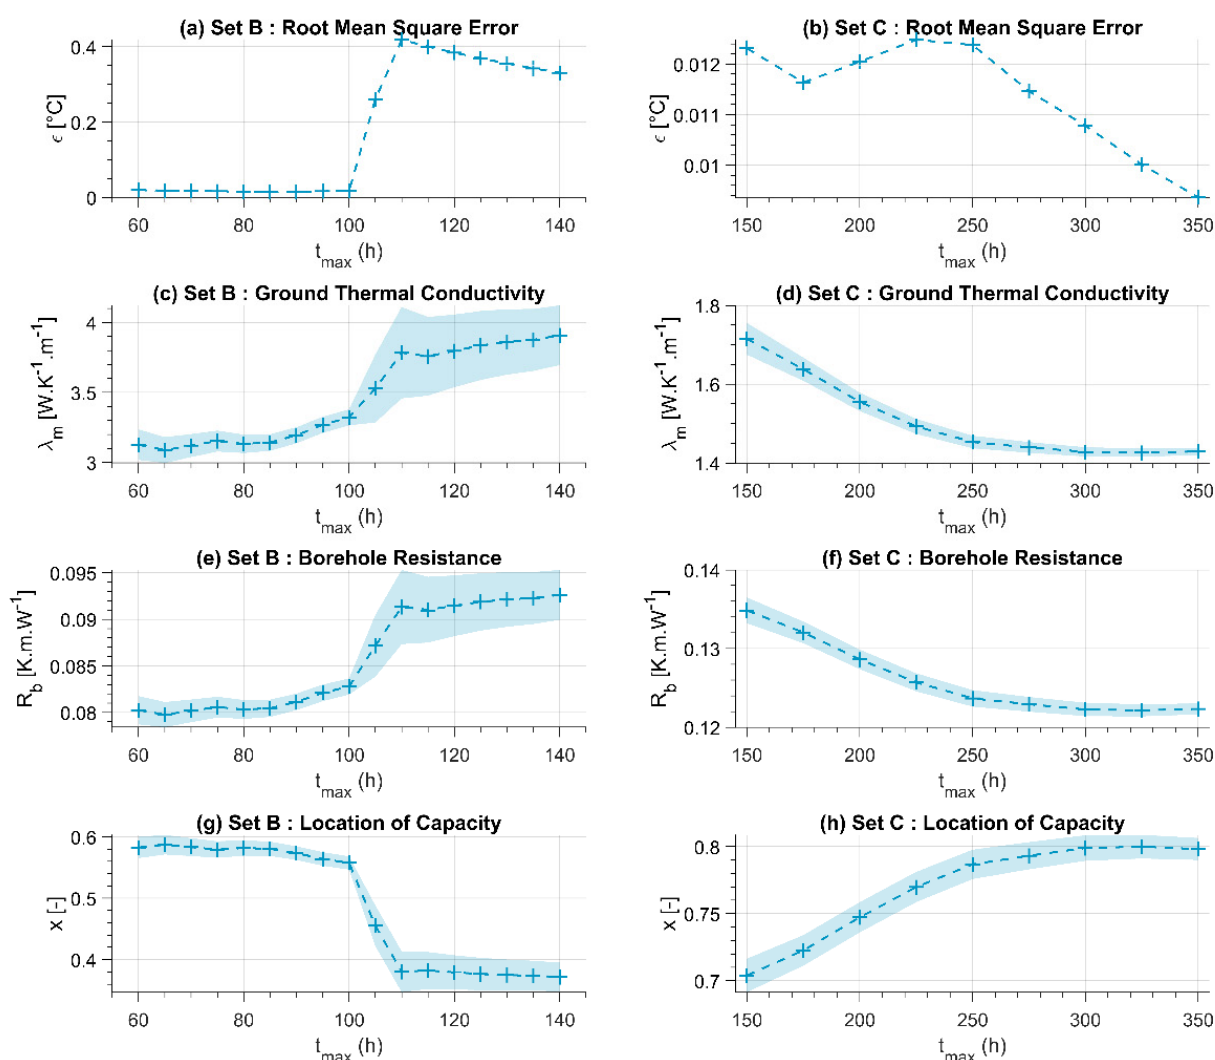 (a) Set B : Root Mean Square Error
0.4
0.2
0
ϵ [°C]
60 80 100 120 140
t_max (h)
(b) Set C : Root Mean Square Error
0.012
0.011
0.01
ϵ [°C]
150 200 250 300 350
t_max (h)
(c) Set B : Ground Thermal Conductivity
4
3.5
3
λ_m [W.K⁻¹.m⁻¹]
60 80 100 120 140
t_max (h)
(d) Set C : Ground Thermal Conductivity
1.8
1.6
1.4
λ_m [W.K⁻¹.m⁻¹]
150 200 250 300 350
t_max (h)
(e) Set B : Borehole Resistance
0.095
0.09
0.085
0.08
R_b [K.m.W⁻¹]
60 80 100 120 140
t_max (h)
(f) Set C : Borehole Resistance
0.14
0.13
0.12
R_b [K.m.W⁻¹]
150 200 250 300 350
t_max (h)
(g) Set B : Location of Capacity
0.6
0.5
0.4
x [-]
60 80 100 120 140
t_max (h)
(h) Set C : Location of Capacity
0.8
0.75
0.7
x [-]
150 200 250 300 350
t_max (h)